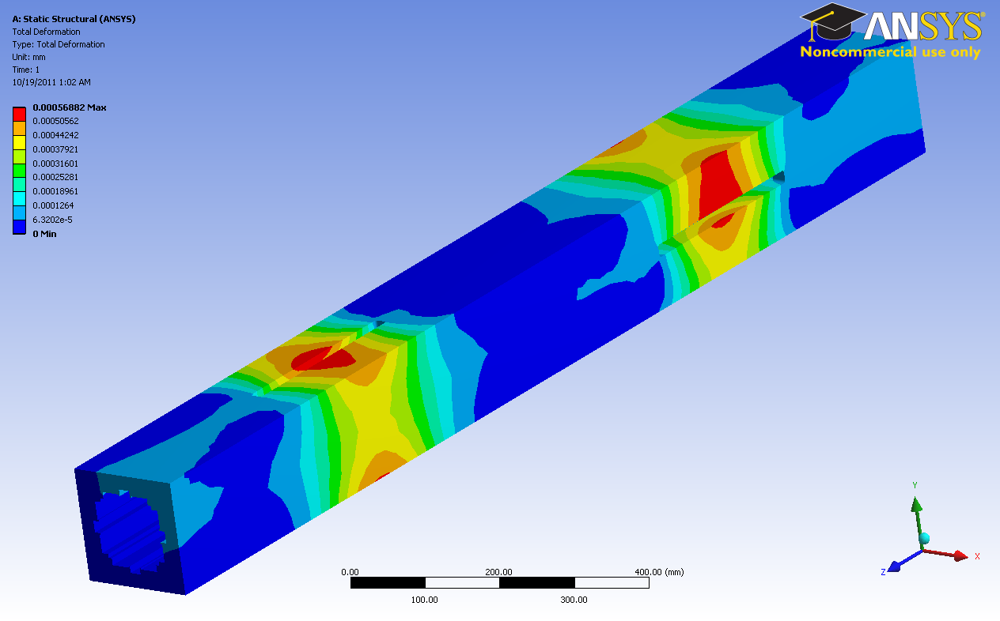 A: Static Structural (ANSYS)
Total Deformation
Type: Total Deformation
Unit: mm
Time: 1
10/19/2011 1:02 AM
0.00056882 Max
0.00050562
0.00044242
0.00037921
0.00031601
0.00025281
0.00018961
0.0001264
6.3202e-5
0 Min
ANSYS®
Noncommercial use only
0.00 200.00 400.00 (mm)
100.00 300.00
Y
X
Z